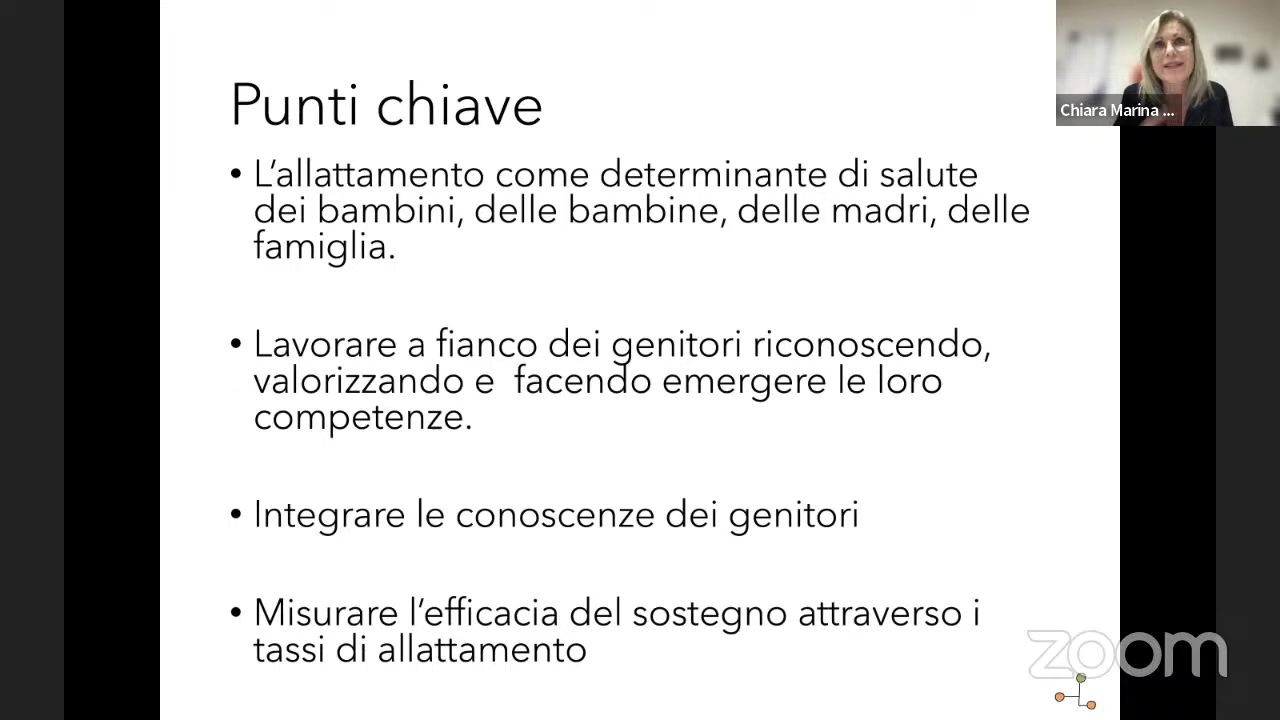 Punti chiave
• L'allattamento come determinante di salute
dei bambini, delle bambine, delle madri, delle
famiglia.
• Lavorare a fianco dei genitori riconoscendo,
valorizzando e  facendo emergere le loro
competenze.
• Integrare le conoscenze dei genitori
• Misurare l'efficacia del sostegno attraverso i
tassi di allattamento
Chiara Marina ...
zoom